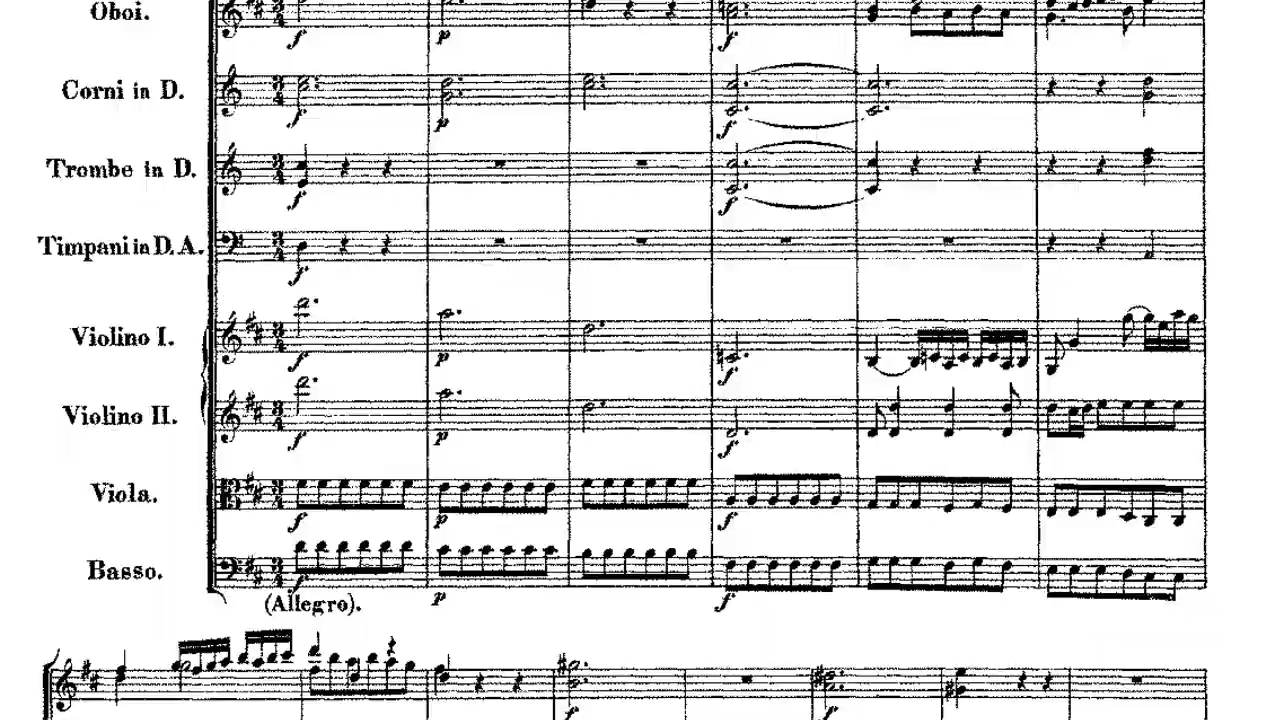 Oboi.
f p f
Corni in D.
f p f
Trombe in D.
f f
Timpani in D.A.
f
Violino I.
f p f
Violino II.
f p f
Viola.
f p f
Basso.
f p f
(Allegro).
f f